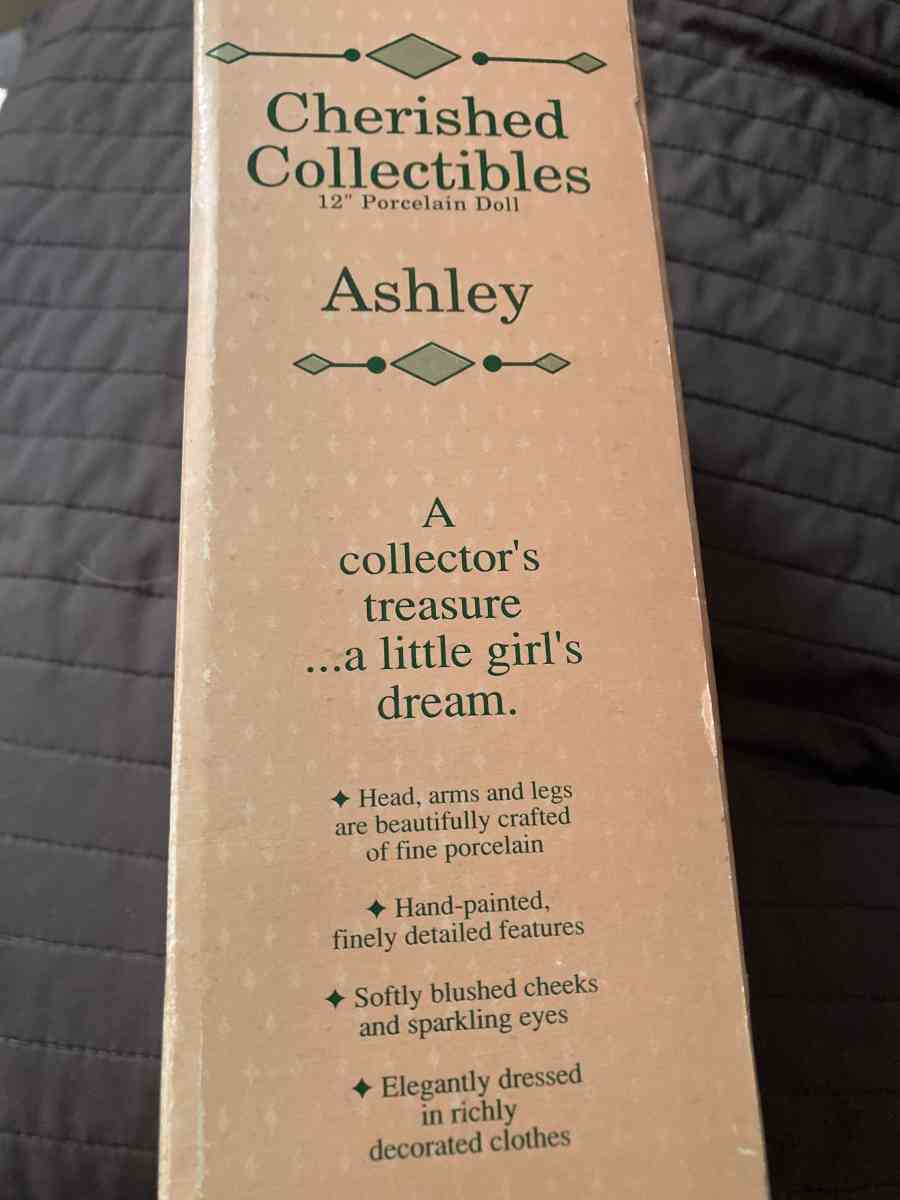 Cherished
Collectibles
12" Porcelain Doll
Ashley
A
collector's
treasure
...a little girl's
dream.
✦ Head, arms and legs
are beautifully crafted
of fine porcelain
✦ Hand-painted,
finely detailed features
✦ Softly blushed cheeks
and sparkling eyes
✦ Elegantly dressed
in richly
decorated clothes